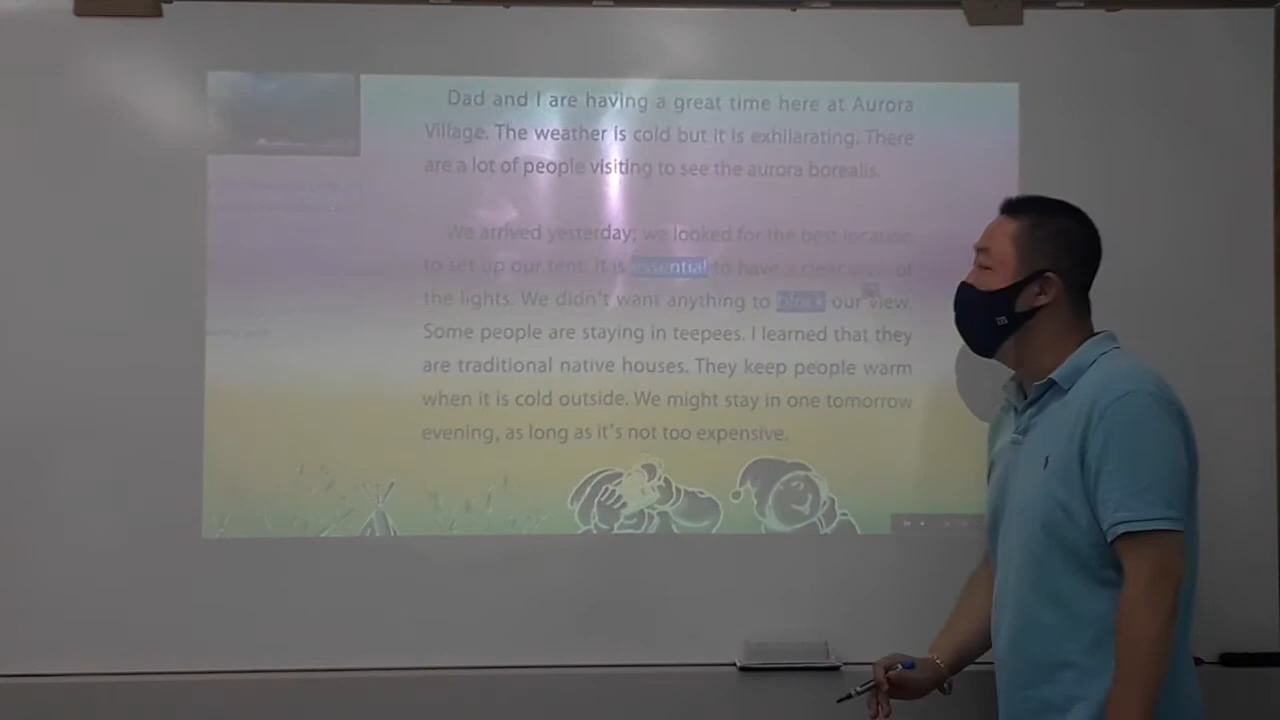 Dad and I are having a great time here at Aurora
Village. The weather is cold but it is exhilarating. There
are a lot of people visiting to see the aurora borealis.
We arrived yesterday; we looked for the best location
to set up our tent. It is essential to have a clear view of
the lights. We didn't want anything to block our view.
Some people are staying in teepees. I learned that they
are traditional native houses. They keep people warm
when it is cold outside. We might stay in one tomorrow
evening, as long as it's not too expensive.